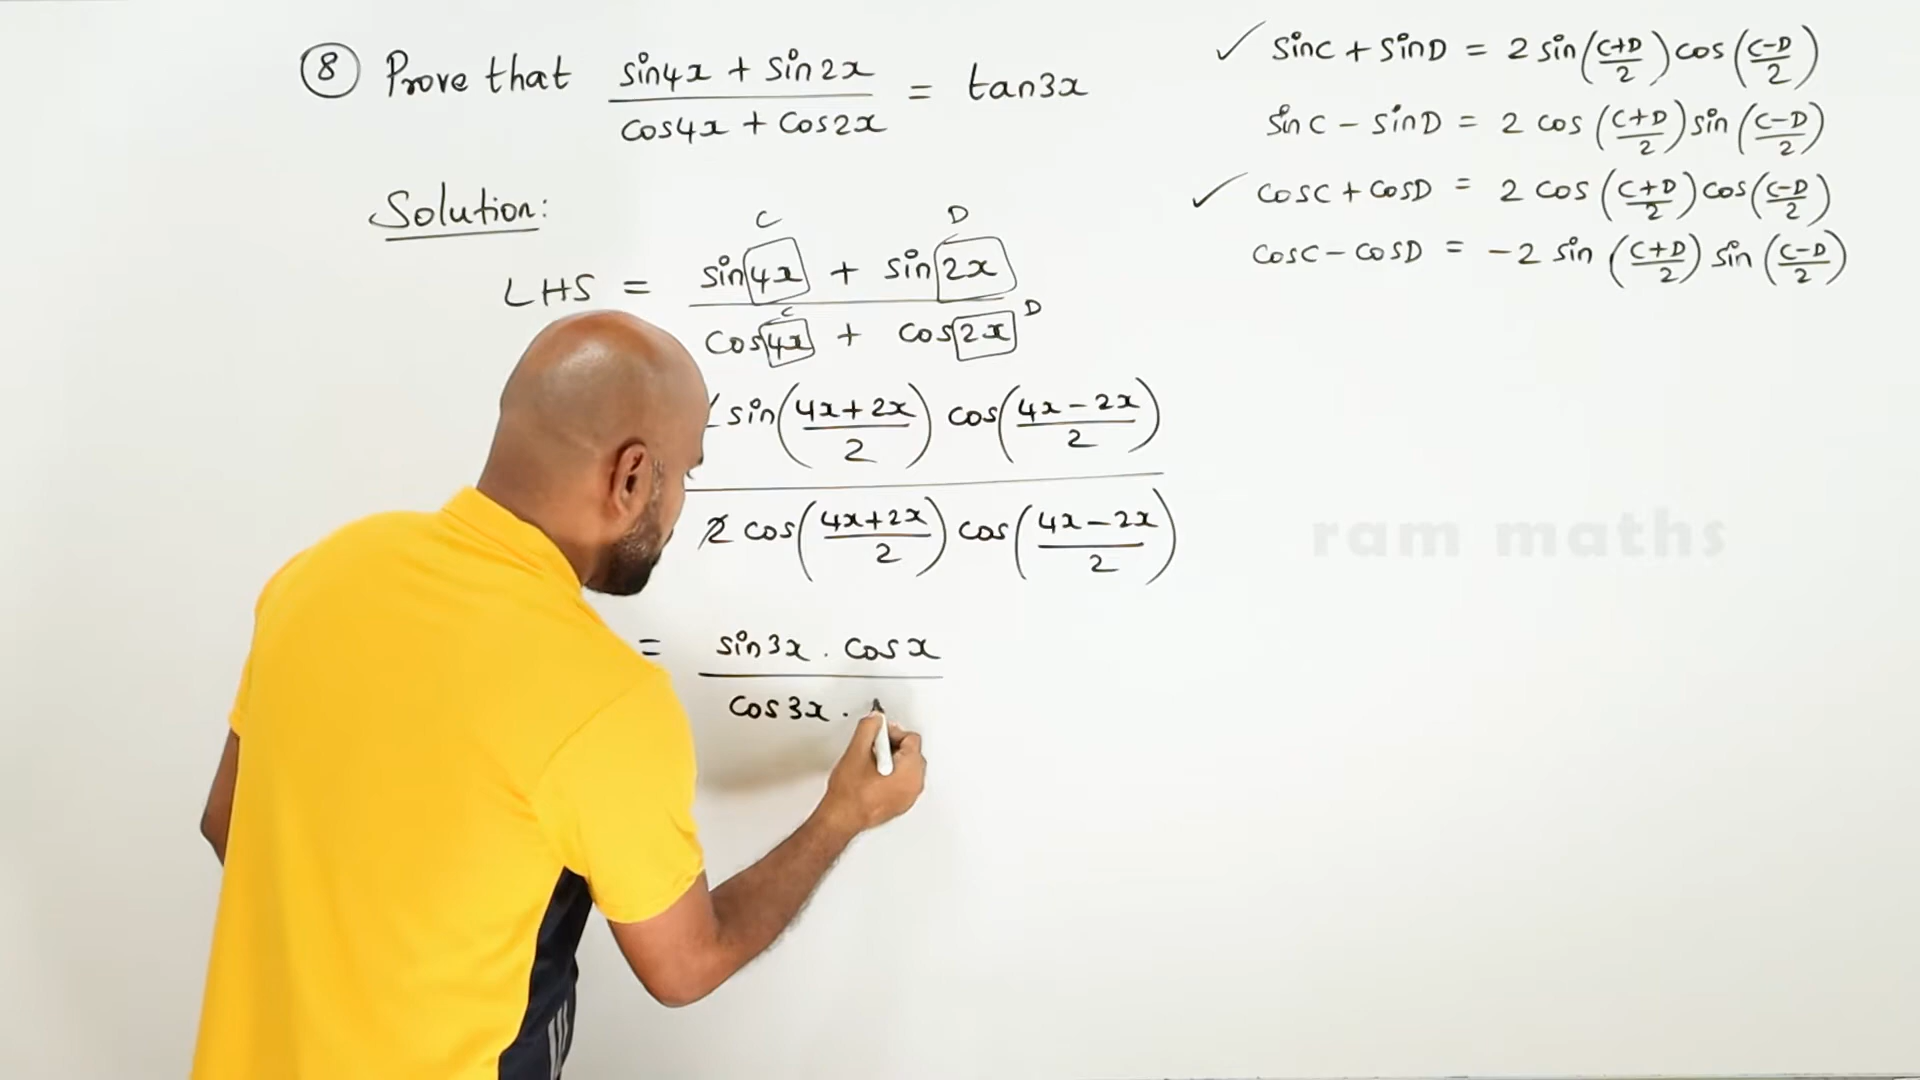 ⑧ Prove that (sin4x + sin2x)/(cos4x + cos2x) = tan3x
Solution:
C D
LHS = (sin4x + sin2x)/(cos4x + cos2x)
C D
sin((4x+2x)/2) cos((4x-2x)/2)
2 cos((4x+2x)/2) cos((4x-2x)/2)
= sin3x . cosx
cos3x .
✓ sinC + sinD = 2 sin((C+D)/2) cos((C-D)/2)
sinC - sinD = 2 cos((C+D)/2) sin((C-D)/2)
✓ cosC + cosD = 2 cos((C+D)/2) cos((C-D)/2)
cosC - cosD = -2 sin((C+D)/2) sin((C-D)/2)
ram maths